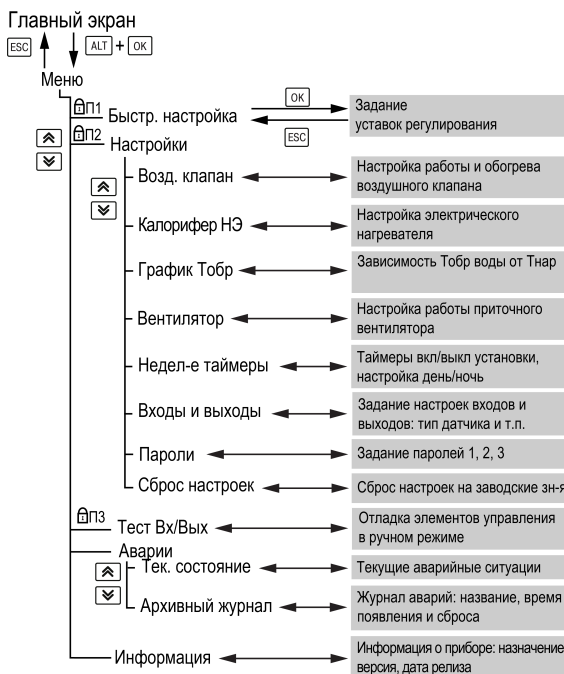 Главный экран
ESC ALT + OK
Меню
П1 Быстр. настройка OK ESC Задание
уставок регулирования
П2 Настройки
Возд. клапан Настройка работы и обогрева
воздушного клапана
Калорифер НЭ Настройка электрического
нагревателя
График Тобр Зависимость Тобр воды от Тнар
Вентилятор Настройка работы приточного
вентилятора
Недел-е таймеры Таймеры вкл/выкл установки,
настройка день/ночь
Входы и выходы Задание настроек входов и
выходов: тип датчика и т.п.
Пароли Задание паролей 1, 2, 3
Сброс настроек Сброс настроек на заводские зн-я
П3 Тест Вх/Вых Отладка элементов управления
в ручном режиме
Аварии
Тек. состояние Текущие аварийные ситуации
Архивный журнал Журнал аварий: название, время
появления и сброса
Информация Информация о приборе: назначение
версия, дата релиза